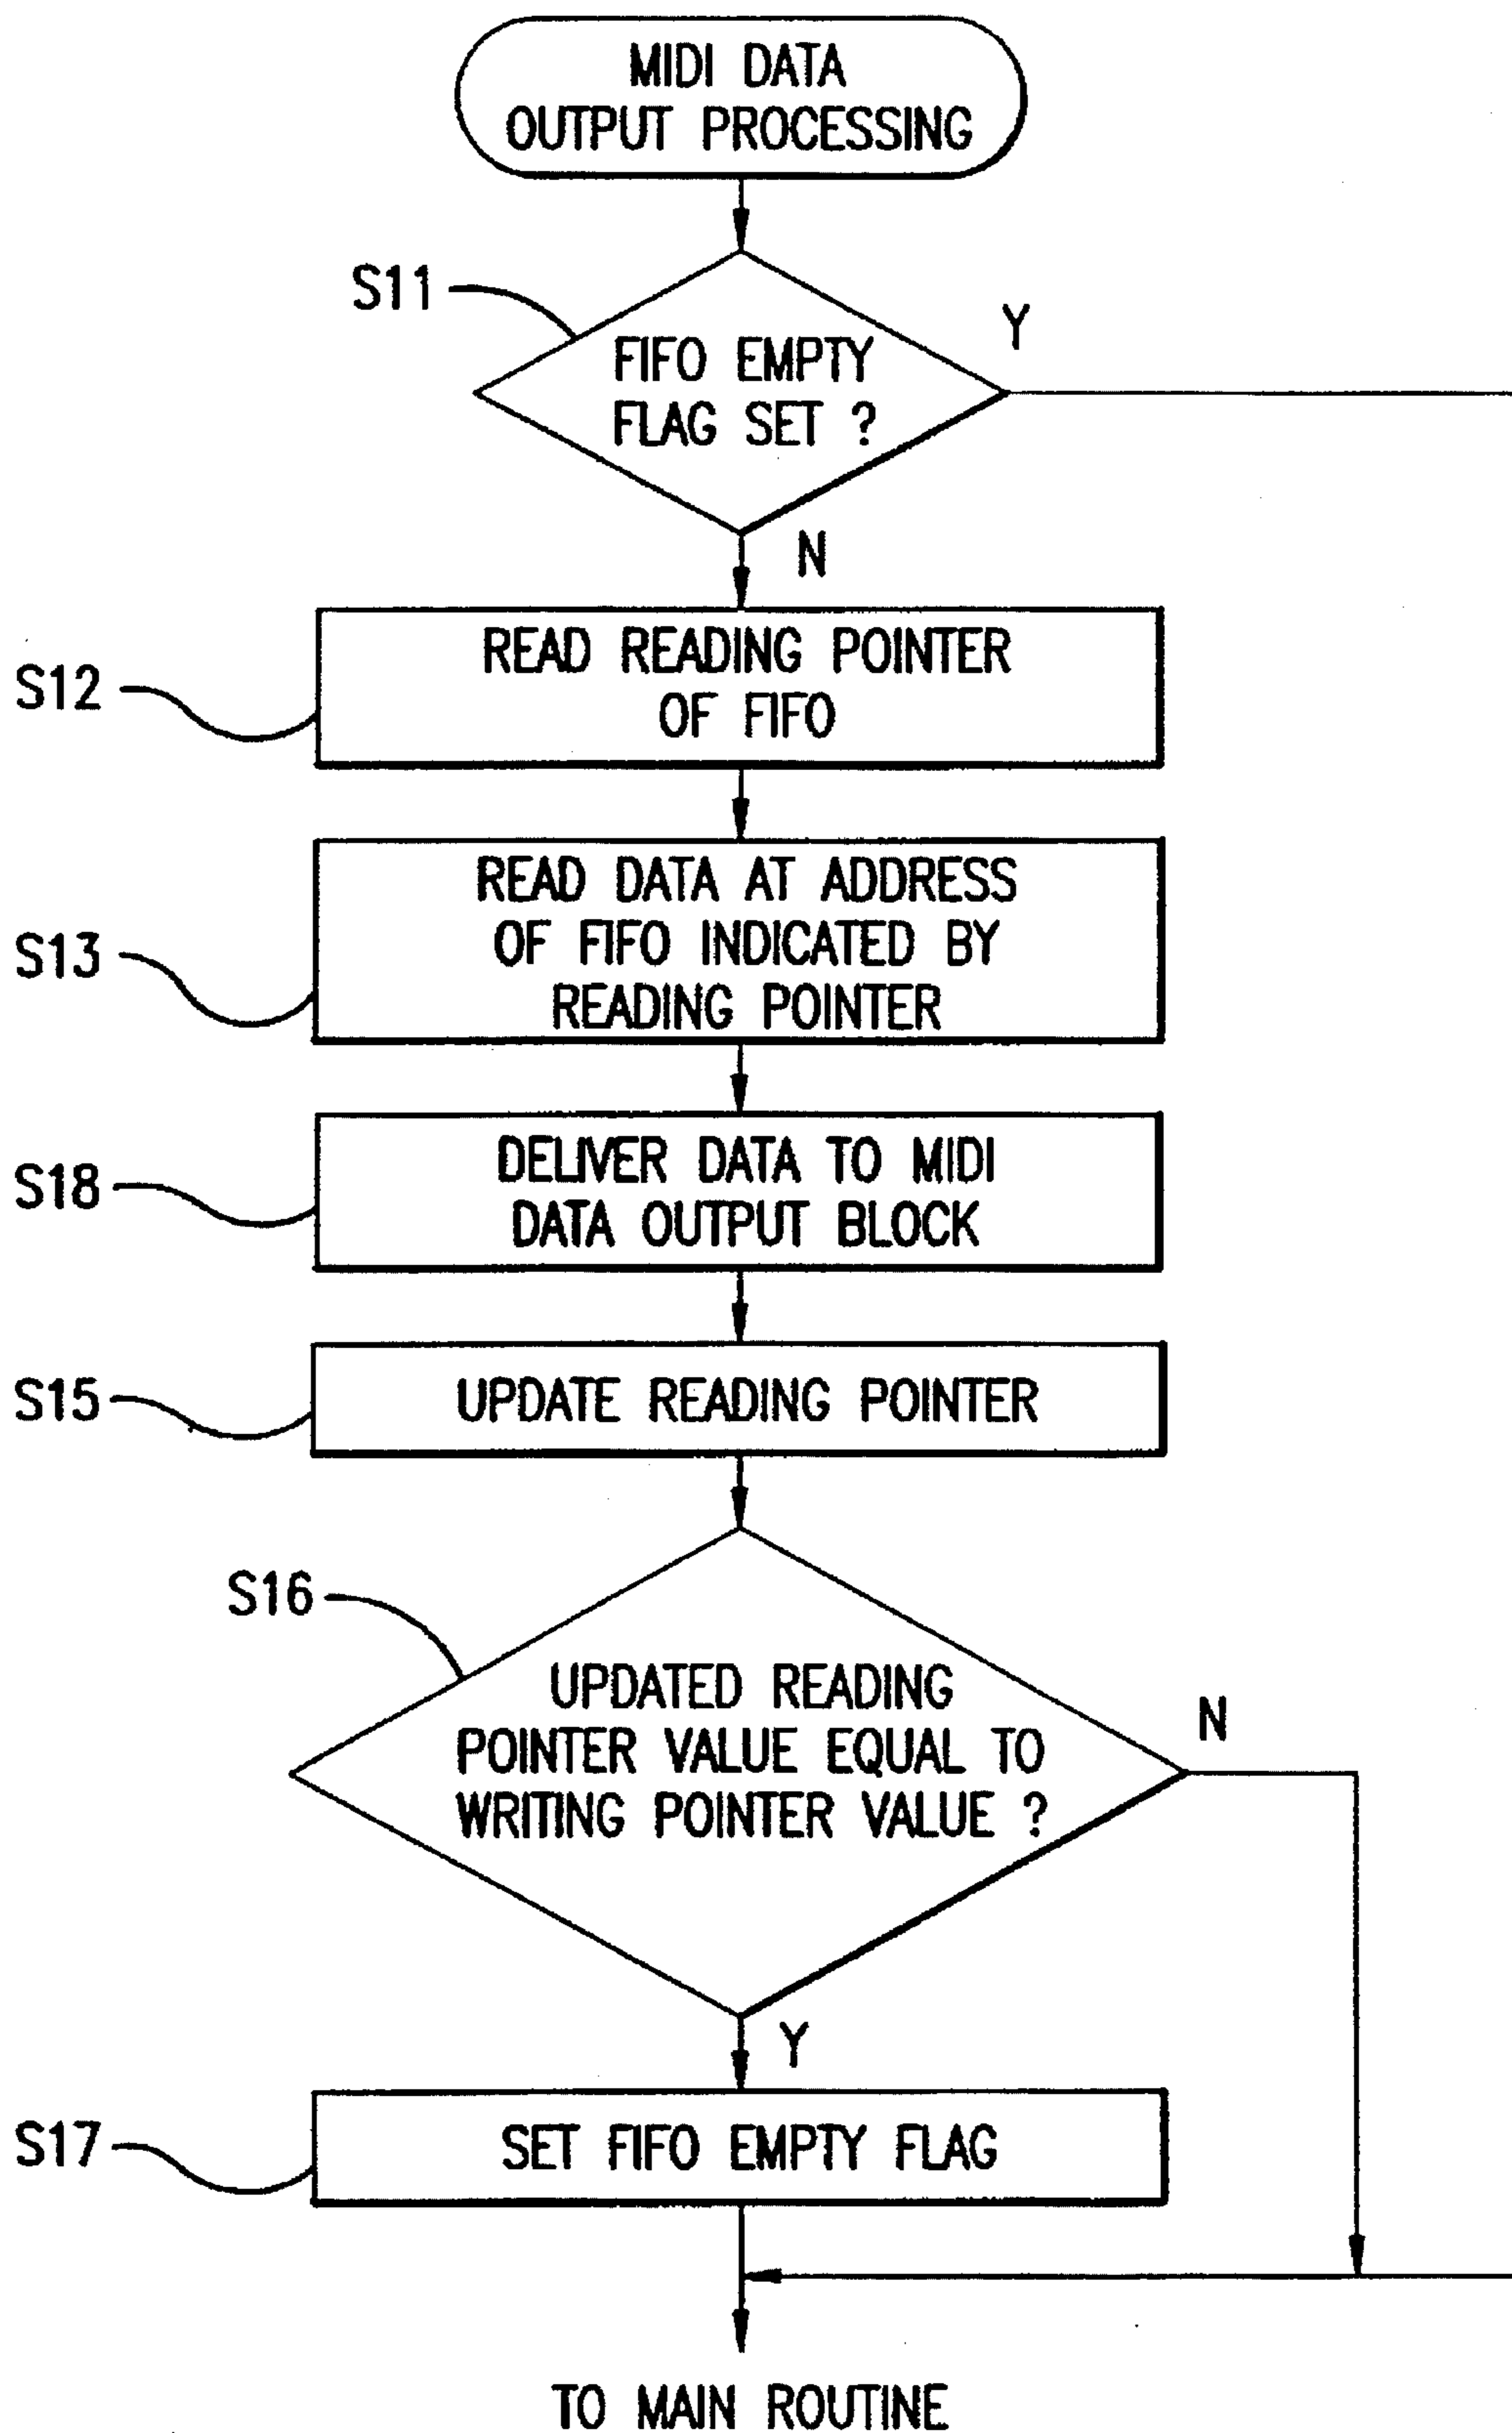 MIDI DATA
OUTPUT PROCESSING
S11
FIFO EMPTY
FLAG SET ?
Y
N
S12
READ READING POINTER
OF FIFO
S13
READ DATA AT ADDRESS
OF FIFO INDICATED BY
READING POINTER
S18
DELIVER DATA TO MIDI
DATA OUTPUT BLOCK
S15
UPDATE READING POINTER
S16
UPDATED READING
POINTER VALUE EQUAL TO
WRITING POINTER VALUE ?
N
Y
S17
SET FIFO EMPTY FLAG
TO MAIN ROUTINE